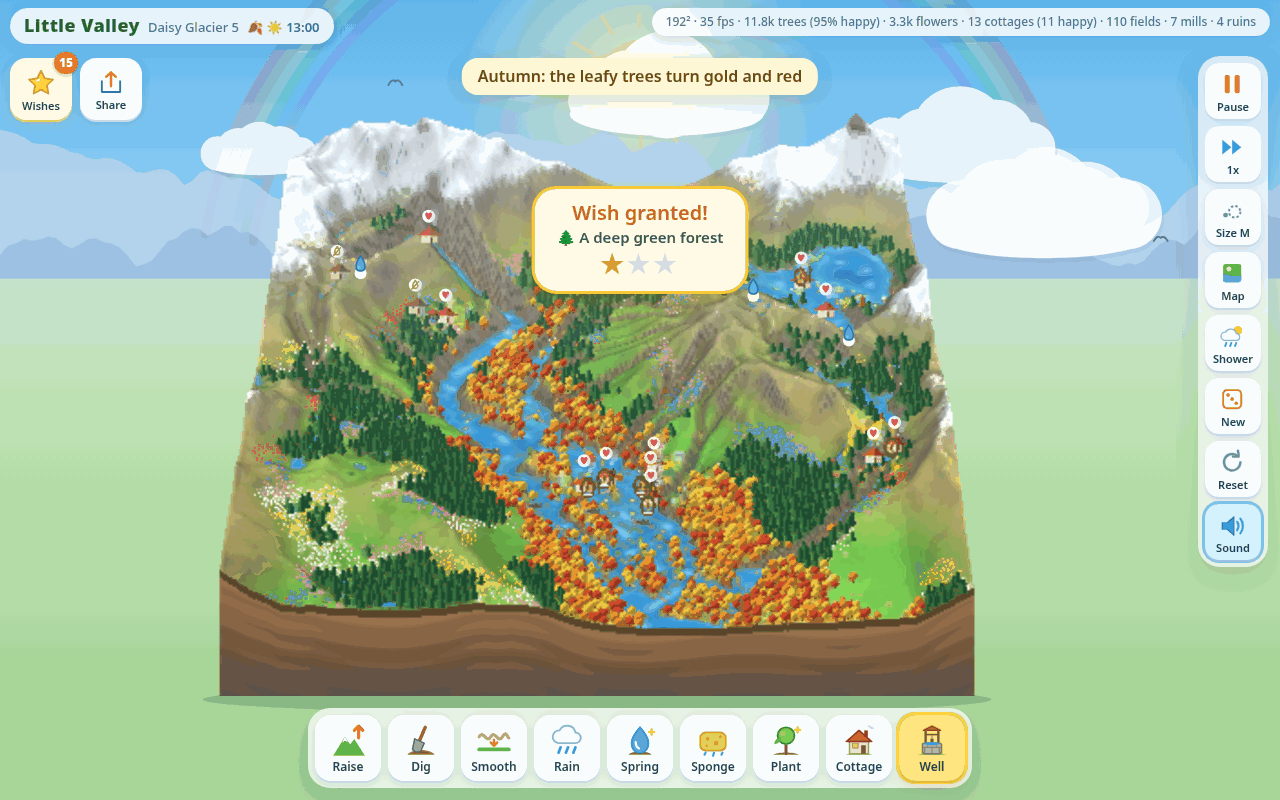 Little Valley Daisy Glacier 5 13:00
192² · 35 fps · 11.8k trees (95% happy) · 3.3k flowers · 13 cottages (11 happy) · 110 fields · 7 mills · 4 ruins
15
Wishes
Share
Autumn: the leafy trees turn gold and red
Wish granted!
A deep green forest
Pause
1x
Size M
Map
Shower
New
Reset
Sound
Raise
Dig
Smooth
Rain
Spring
Sponge
Plant
Cottage
Well